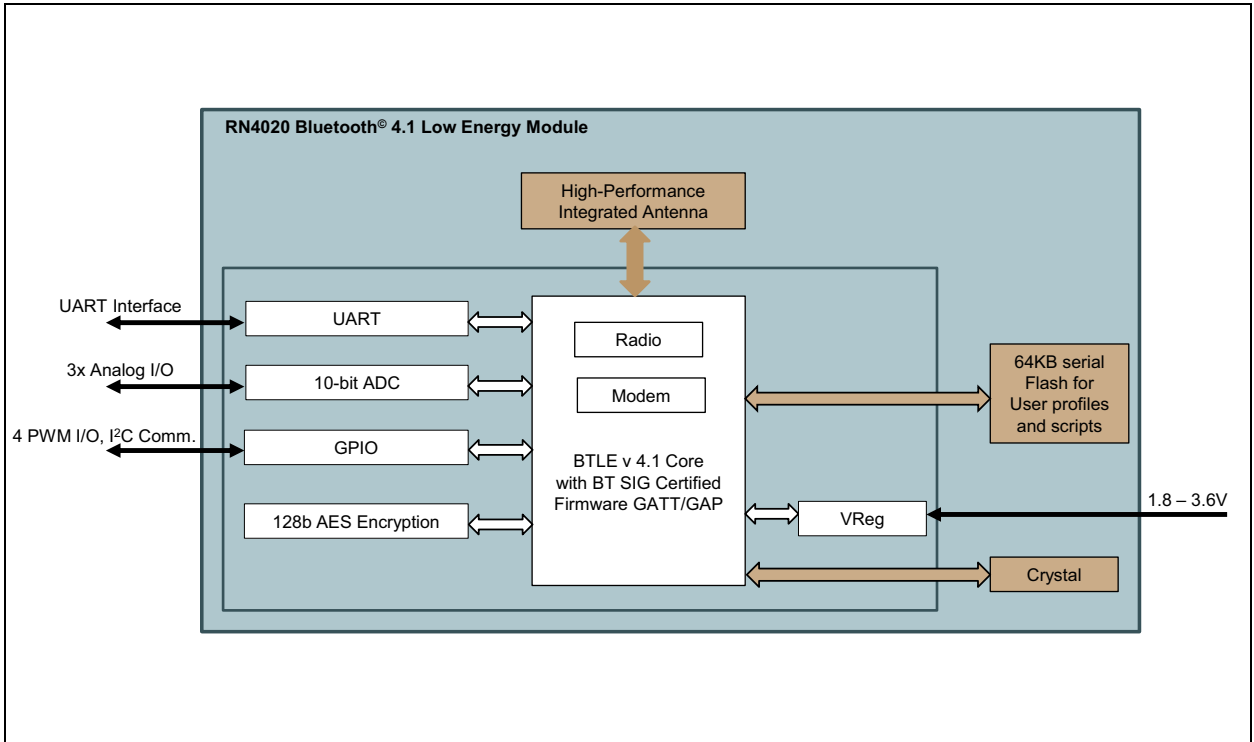 RN4020 Bluetooth© 4.1 Low Energy Module
High-Performance
Integrated Antenna
UART Interface
UART
Radio
3x Analog I/O
10-bit ADC
Modem
64KB serial
Flash for
User profiles
and scripts
4 PWM I/O, I²C Comm.
GPIO
BTLE v 4.1 Core
with BT SIG Certified
Firmware GATT/GAP
128b AES Encryption
VReg
1.8 – 3.6V
Crystal